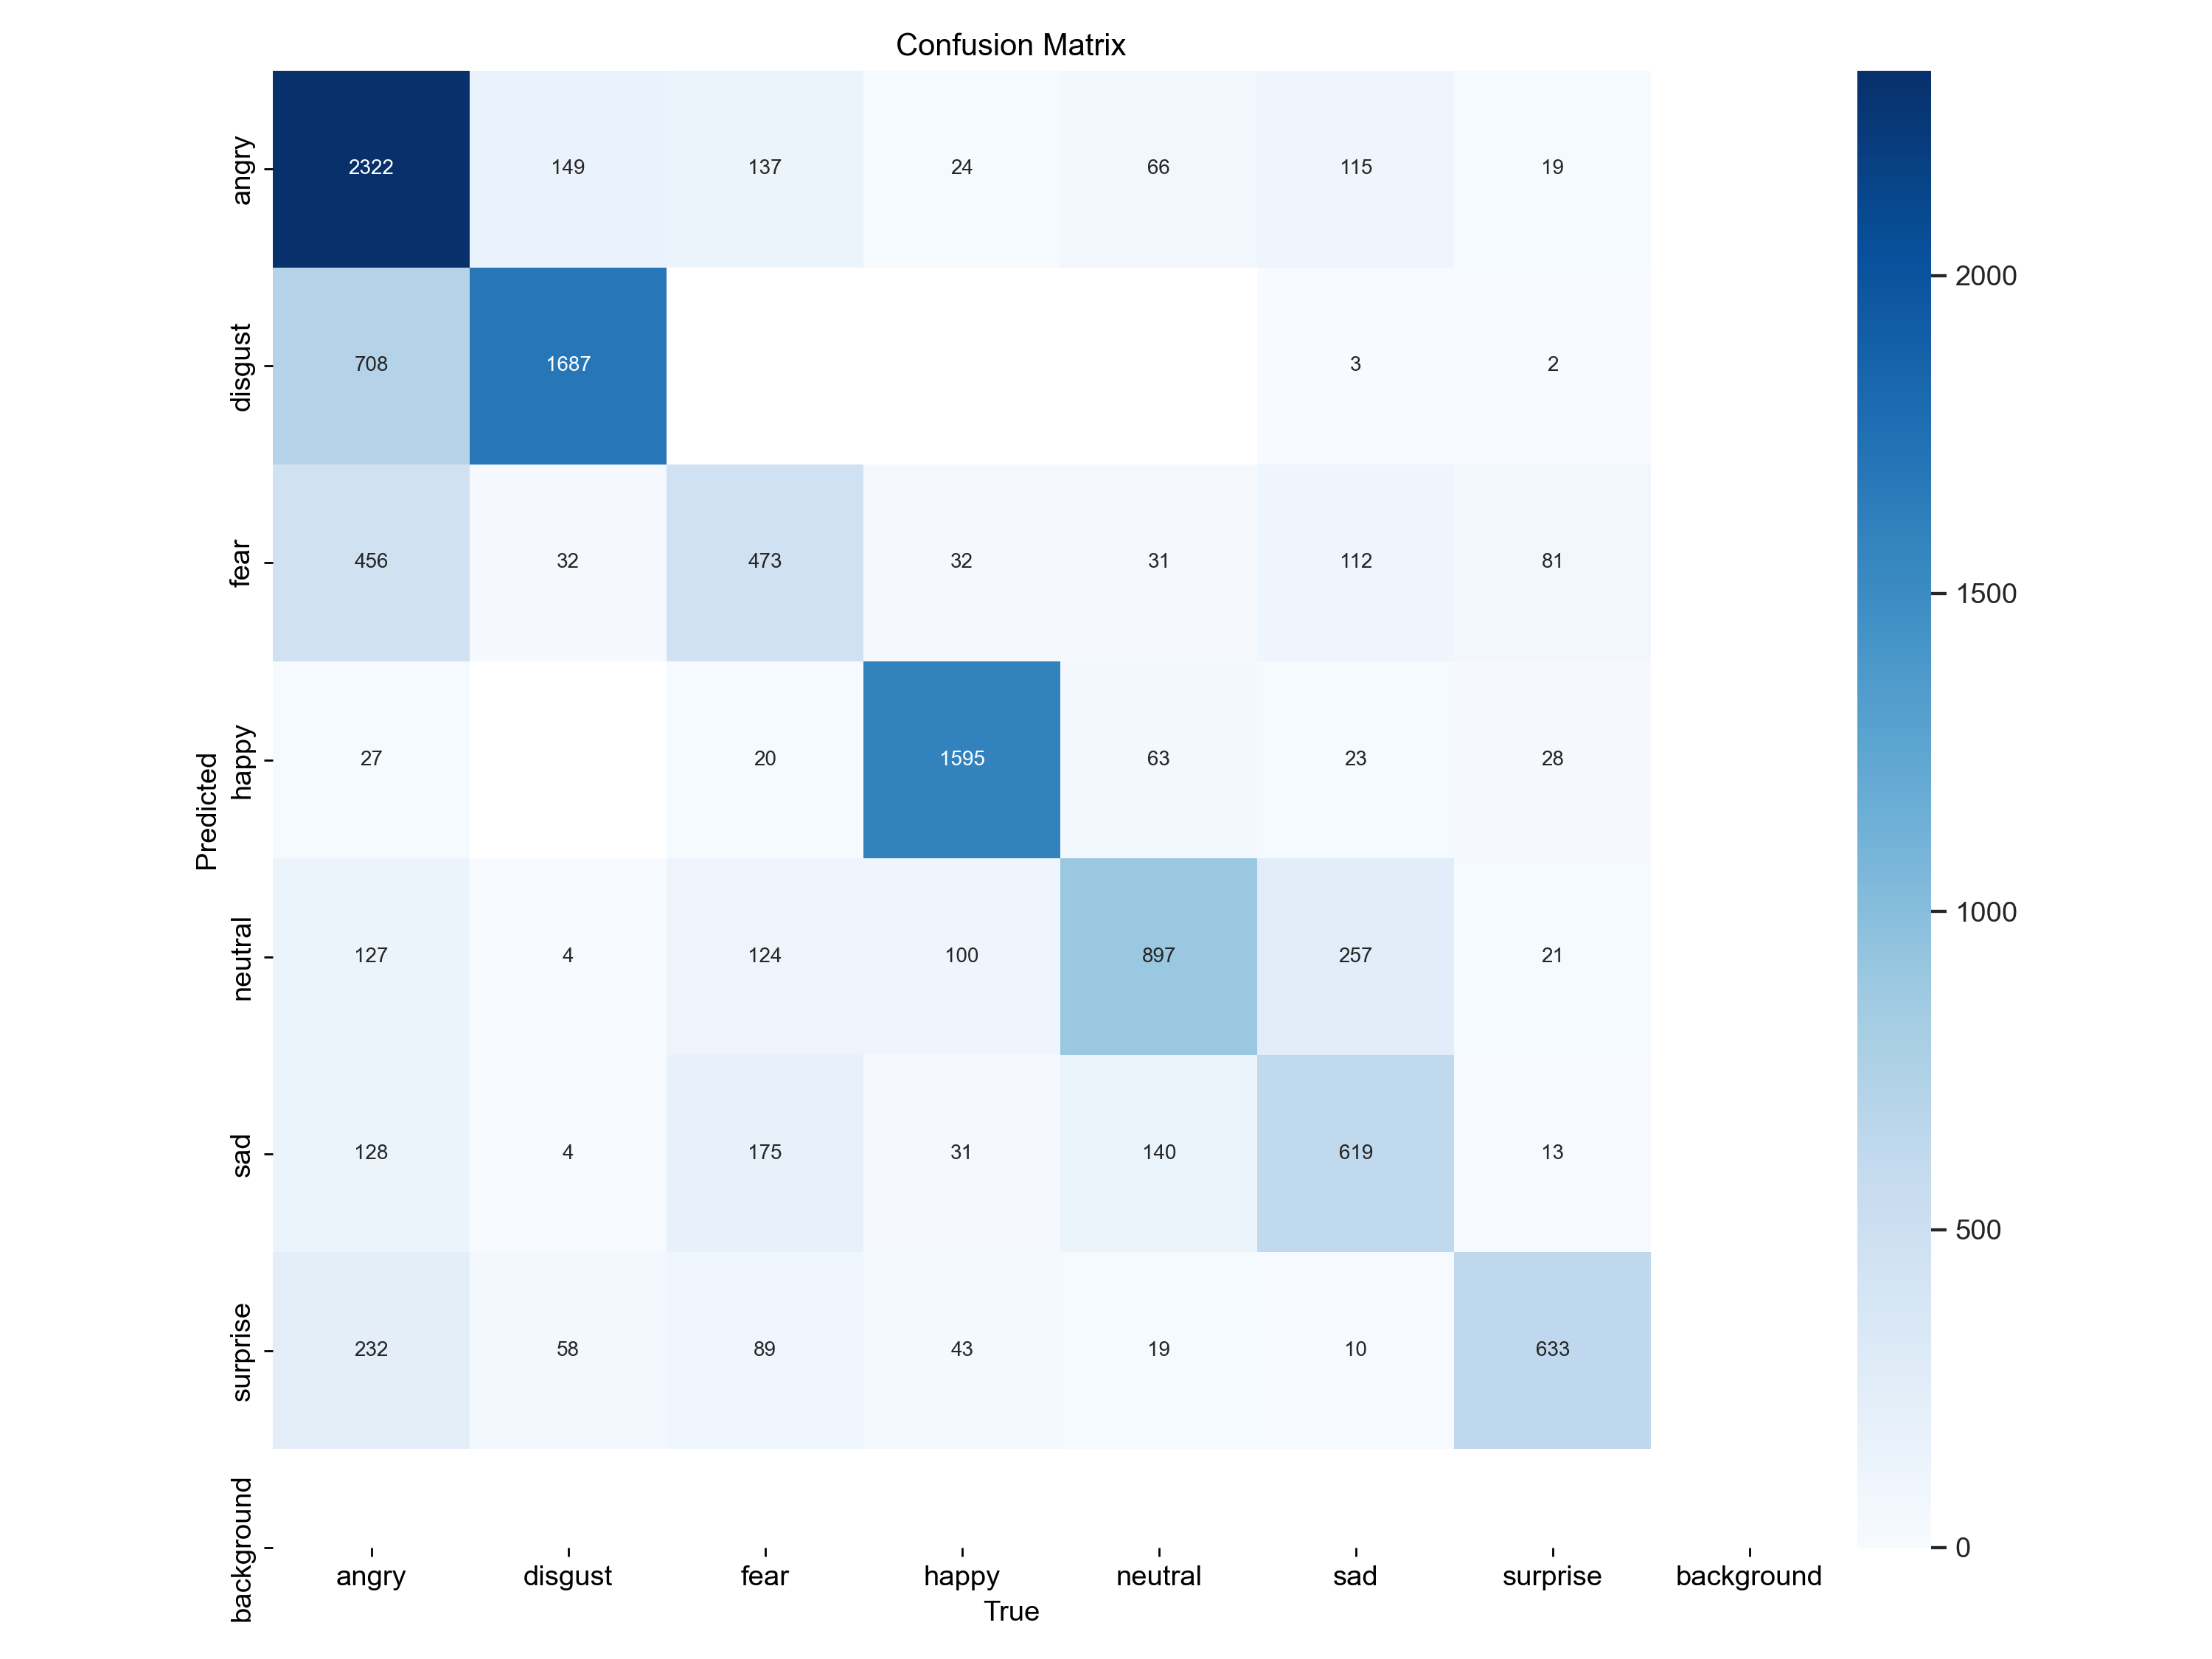 Confusion Matrix
angry 2322 149 137 24 66 115 19
disgust 708 1687 3 2
fear 456 32 473 32 31 112 81
happy 27 20 1595 63 23 28
neutral 127 4 124 100 897 257 21
sad 128 4 175 31 140 619 13
surprise 232 58 89 43 19 10 633
background
Predicted
angry disgust fear happy neutral sad surprise background
True
2000
1500
1000
500
0